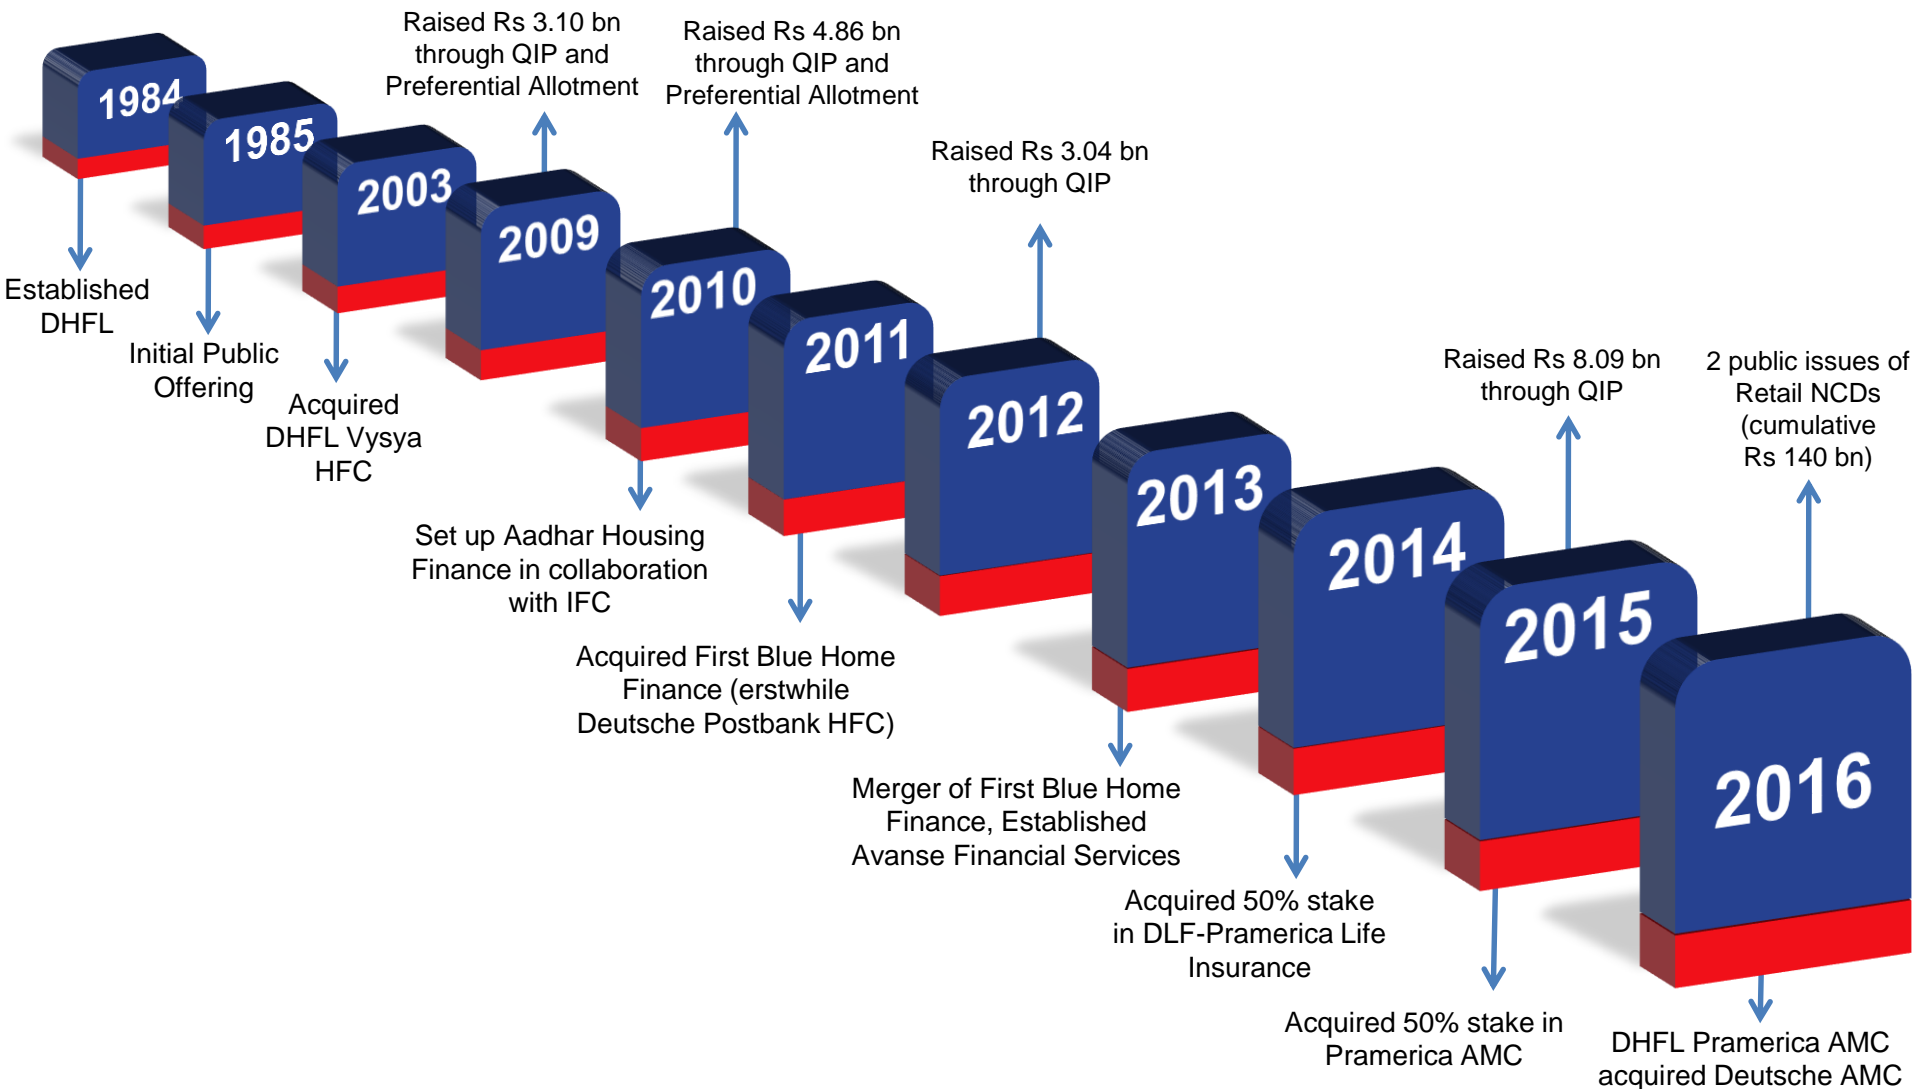 1984
Established
DHFL
1985
Initial Public
Offering
2003
Acquired
DHFL Vysya
HFC
Raised Rs 3.10 bn
through QIP and
Preferential Allotment
2009
Raised Rs 4.86 bn
through QIP and
Preferential Allotment
2010
Set up Aadhar Housing
Finance in collaboration
with IFC
2011
Acquired First Blue Home
Finance (erstwhile
Deutsche Postbank HFC)
Raised Rs 3.04 bn
through QIP
2012
2013
Merger of First Blue Home
Finance, Established
Avanse Financial Services
2014
Acquired 50% stake
in DLF-Pramerica Life
Insurance
Raised Rs 8.09 bn
through QIP
2015
Acquired 50% stake in
Pramerica AMC
2 public issues of
Retail NCDs
(cumulative
Rs 140 bn)
2016
DHFL Pramerica AMC
acquired Deutsche AMC